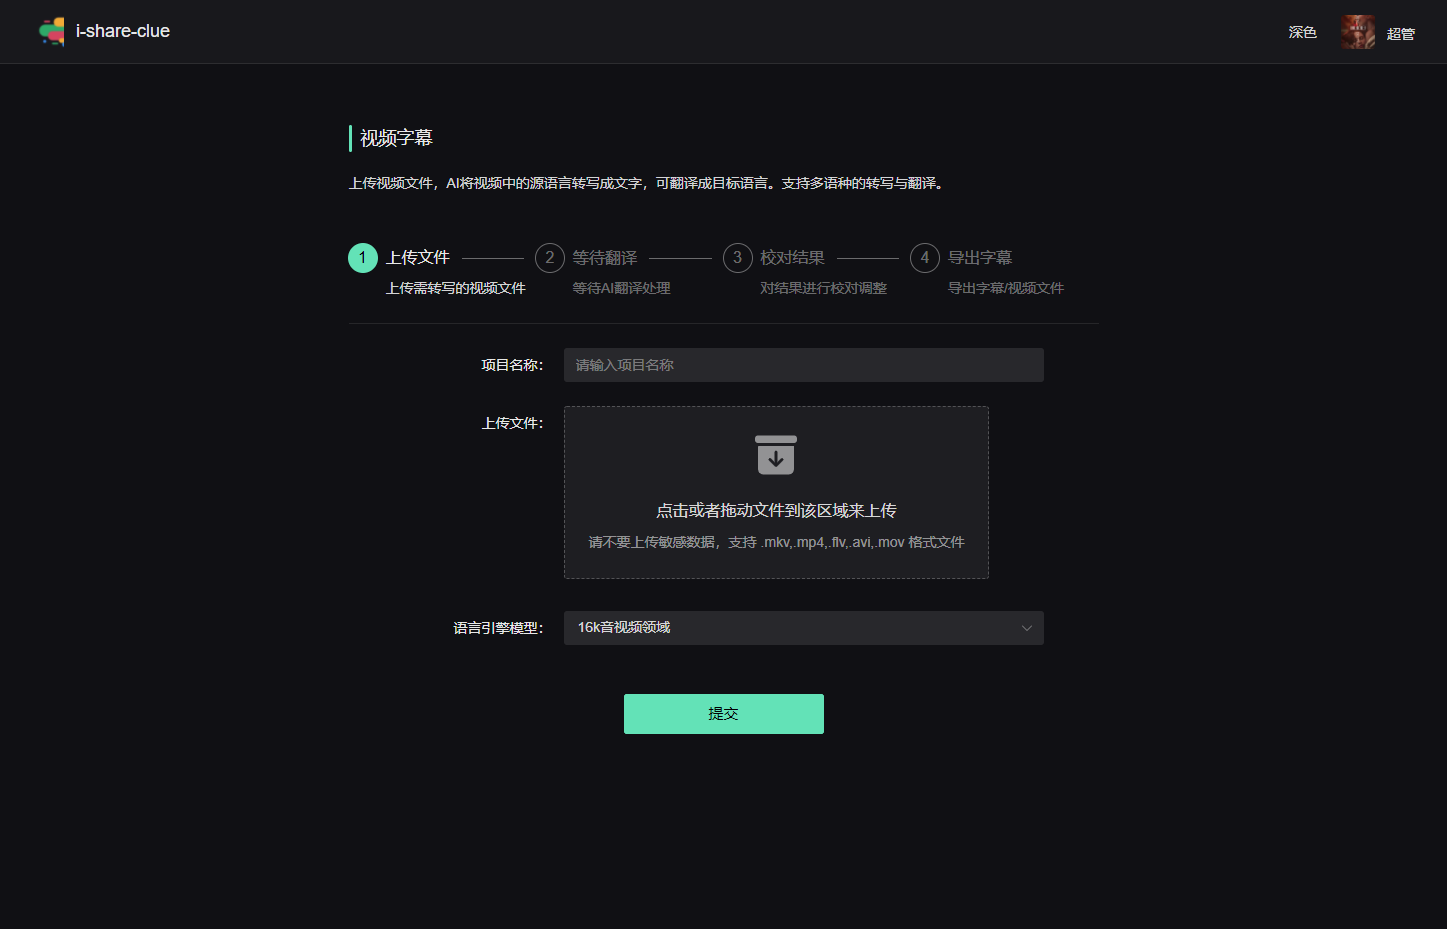 i-share-clue
深色
超管
视频字幕
上传视频文件，AI将视频中的源语言转写成文字，可翻译成目标语言。支持多语种的转写与翻译。
1 上传文件
上传需转写的视频文件
2 等待翻译
等待AI翻译处理
3 校对结果
对结果进行校对调整
4 导出字幕
导出字幕/视频文件
项目名称：
请输入项目名称
上传文件：
点击或者拖动文件到该区域来上传
请不要上传敏感数据，支持 .mkv,.mp4,.flv,.avi,.mov 格式文件
语言引擎模型：
16k音视频领域
提交